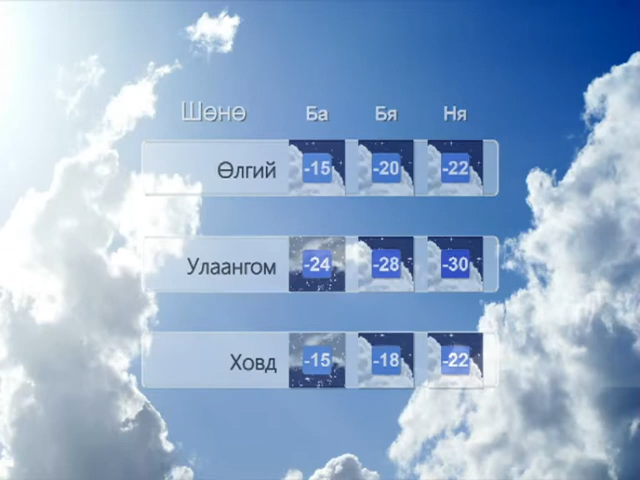 Шөнө Ба Бя Ня
Өлгий -15 -20 -22
Улаангом -24 -28 -30
Ховд -15 -18 -22